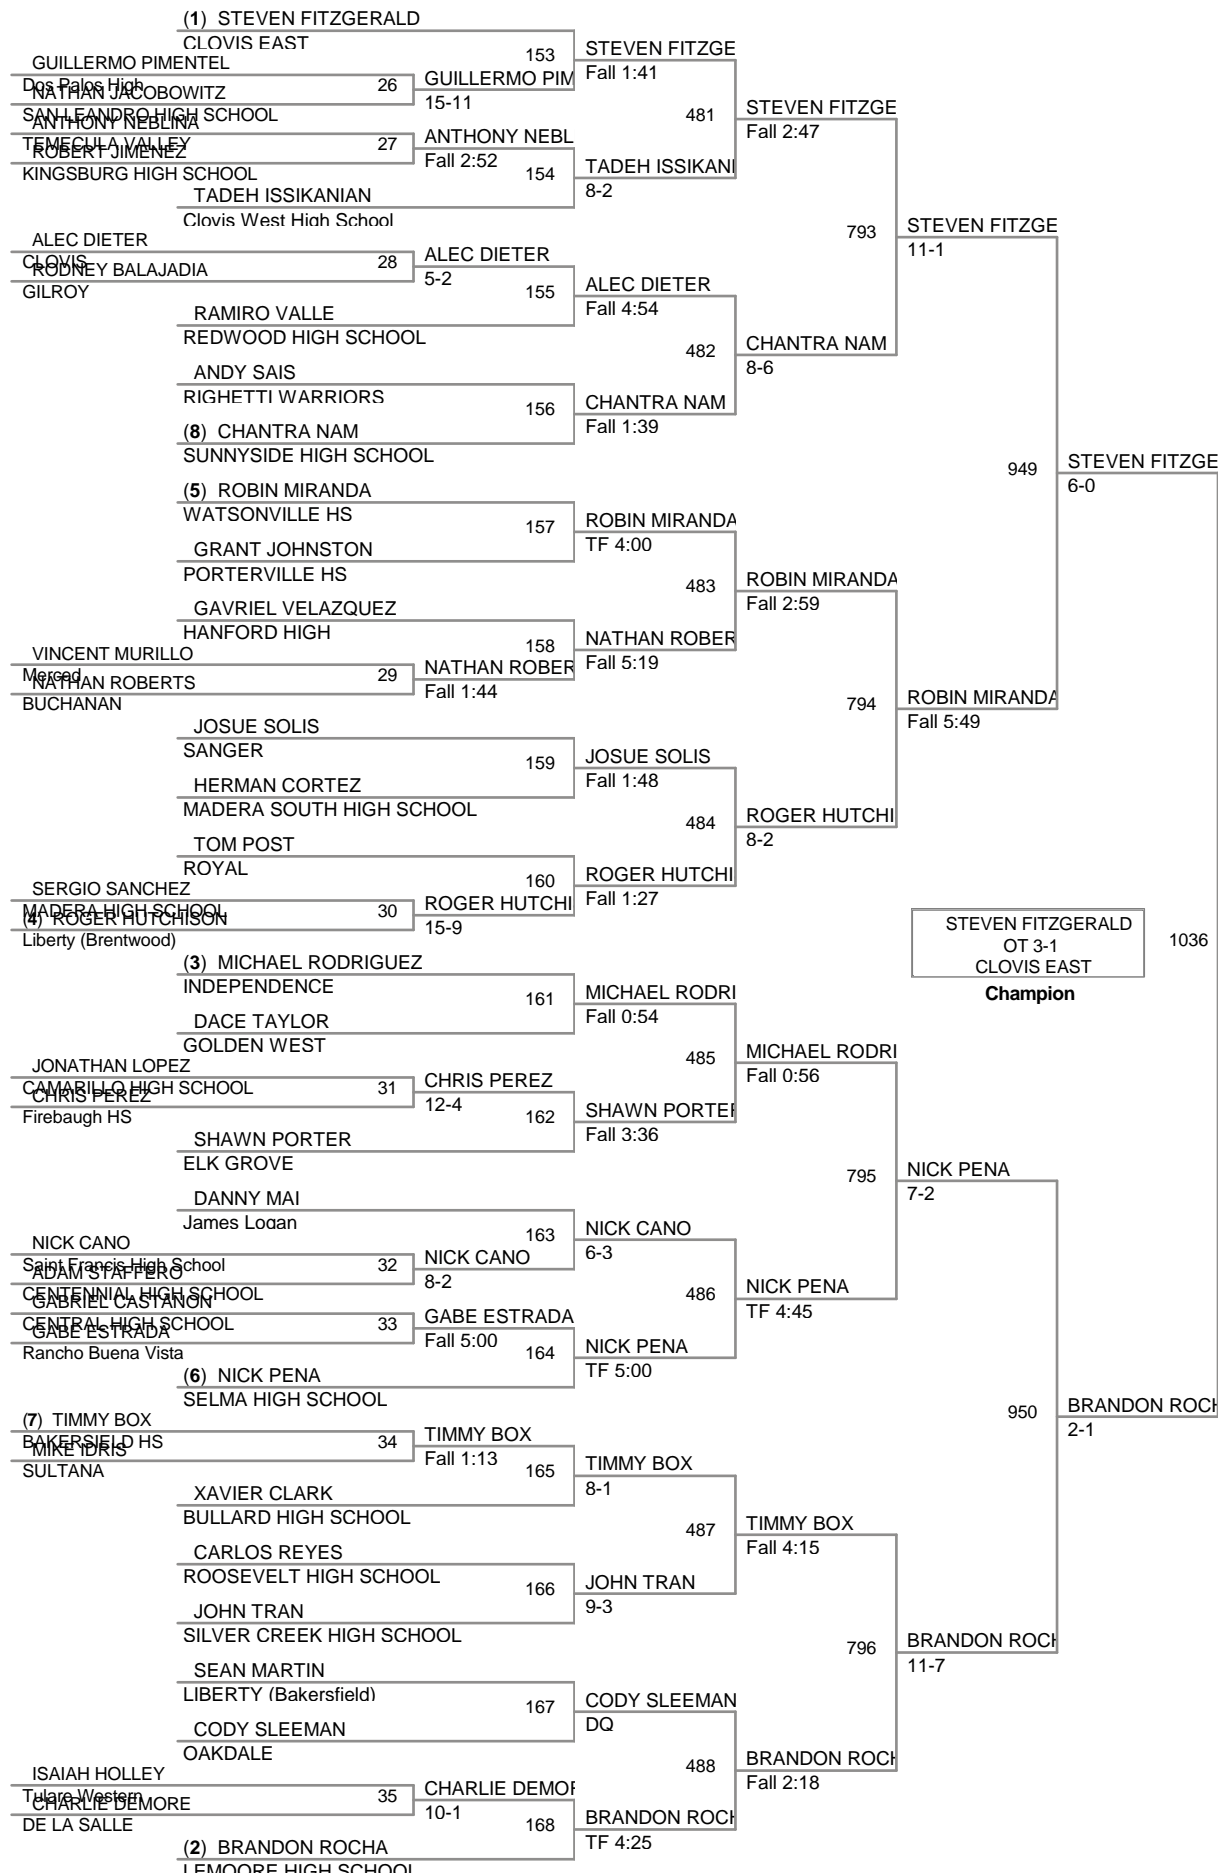 (1) STEVEN FITZGERALD
CLOVIS EAST
153
STEVEN FITZGE
Fall 1:41
GUILLERMO PIMENTEL
Dos Palos High
26
NATHAN JACOBOWITZ
SAN LEANDRO HIGH SCHOOL
GUILLERMO PIM
15-11
481
STEVEN FITZGE
Fall 2:47
ANTHONY NEBLINA
TEMECULA VALLEY
27
ROBERT JIMENEZ
KINGSBURG HIGH SCHOOL
ANTHONY NEBL
Fall 2:52
154
TADEH ISSIKANI
8-2
TADEH ISSIKANIAN
Clovis West High School
793
STEVEN FITZGE
11-1
ALEC DIETER
CLOVIS
28
RODNEY BALAJADIA
GILROY
ALEC DIETER
5-2
155
ALEC DIETER
Fall 4:54
RAMIRO VALLE
REDWOOD HIGH SCHOOL
482
CHANTRA NAM
8-6
ANDY SAIS
RIGHETTI WARRIORS
156
CHANTRA NAM
Fall 1:39
(8) CHANTRA NAM
SUNNYSIDE HIGH SCHOOL
949
STEVEN FITZGE
6-0
(5) ROBIN MIRANDA
WATSONVILLE HS
157
ROBIN MIRANDA
TF 4:00
GRANT JOHNSTON
PORTERVILLE HS
483
ROBIN MIRANDA
Fall 2:59
GAVRIEL VELAZQUEZ
HANFORD HIGH
158
NATHAN ROBER
Fall 5:19
VINCENT MURILLO
Merced
29
NATHAN ROBERTS
BUCHANAN
NATHAN ROBER
Fall 1:44
794
ROBIN MIRANDA
Fall 5:49
JOSUE SOLIS
SANGER
159
JOSUE SOLIS
Fall 1:48
HERMAN CORTEZ
MADERA SOUTH HIGH SCHOOL
484
ROGER HUTCHI
8-2
TOM POST
ROYAL
160
ROGER HUTCHI
Fall 1:27
SERGIO SANCHEZ
MADERA HIGH SCHOOL
30
(4) ROGER HUTCHISON
Liberty (Brentwood)
ROGER HUTCHI
15-9
STEVEN FITZGERALD
OT 3-1
CLOVIS EAST
Champion
1036
(3) MICHAEL RODRIGUEZ
INDEPENDENCE
161
MICHAEL RODRI
Fall 0:54
DACE TAYLOR
GOLDEN WEST
485
MICHAEL RODRI
Fall 0:56
JONATHAN LOPEZ
CAMARILLO HIGH SCHOOL
31
CHRIS PEREZ
Firebaugh HS
CHRIS PEREZ
12-4
162
SHAWN PORTER
Fall 3:36
SHAWN PORTER
ELK GROVE
795
NICK PENA
7-2
DANNY MAI
James Logan
163
NICK CANO
6-3
NICK CANO
Saint Francis High School
32
ADAM STAFFERO
CENTENNIAL HIGH SCHOOL
NICK CANO
8-2
486
NICK PENA
TF 4:45
GABRIEL CASTANON
CENTRAL HIGH SCHOOL
33
GABE ESTRADA
Rancho Buena Vista
GABE ESTRADA
Fall 5:00
164
NICK PENA
TF 5:00
(6) NICK PENA
SELMA HIGH SCHOOL
950
BRANDON ROCH
2-1
(7) TIMMY BOX
BAKERSIELD HS
34
MIKE IDRIS
SULTANA
TIMMY BOX
Fall 1:13
165
TIMMY BOX
8-1
XAVIER CLARK
BULLARD HIGH SCHOOL
487
TIMMY BOX
Fall 4:15
CARLOS REYES
ROOSEVELT HIGH SCHOOL
166
JOHN TRAN
9-3
JOHN TRAN
SILVER CREEK HIGH SCHOOL
796
BRANDON ROCH
11-7
SEAN MARTIN
LIBERTY (Bakersfield)
167
CODY SLEEMAN
DQ
CODY SLEEMAN
OAKDALE
488
BRANDON ROCH
Fall 2:18
ISAIAH HOLLEY
Tulare Western
35
CHARLIE DEMORE
DE LA SALLE
CHARLIE DEMOR
10-1
168
BRANDON ROCH
TF 4:25
(2) BRANDON ROCHA
LEMOORE HIGH SCHOOL